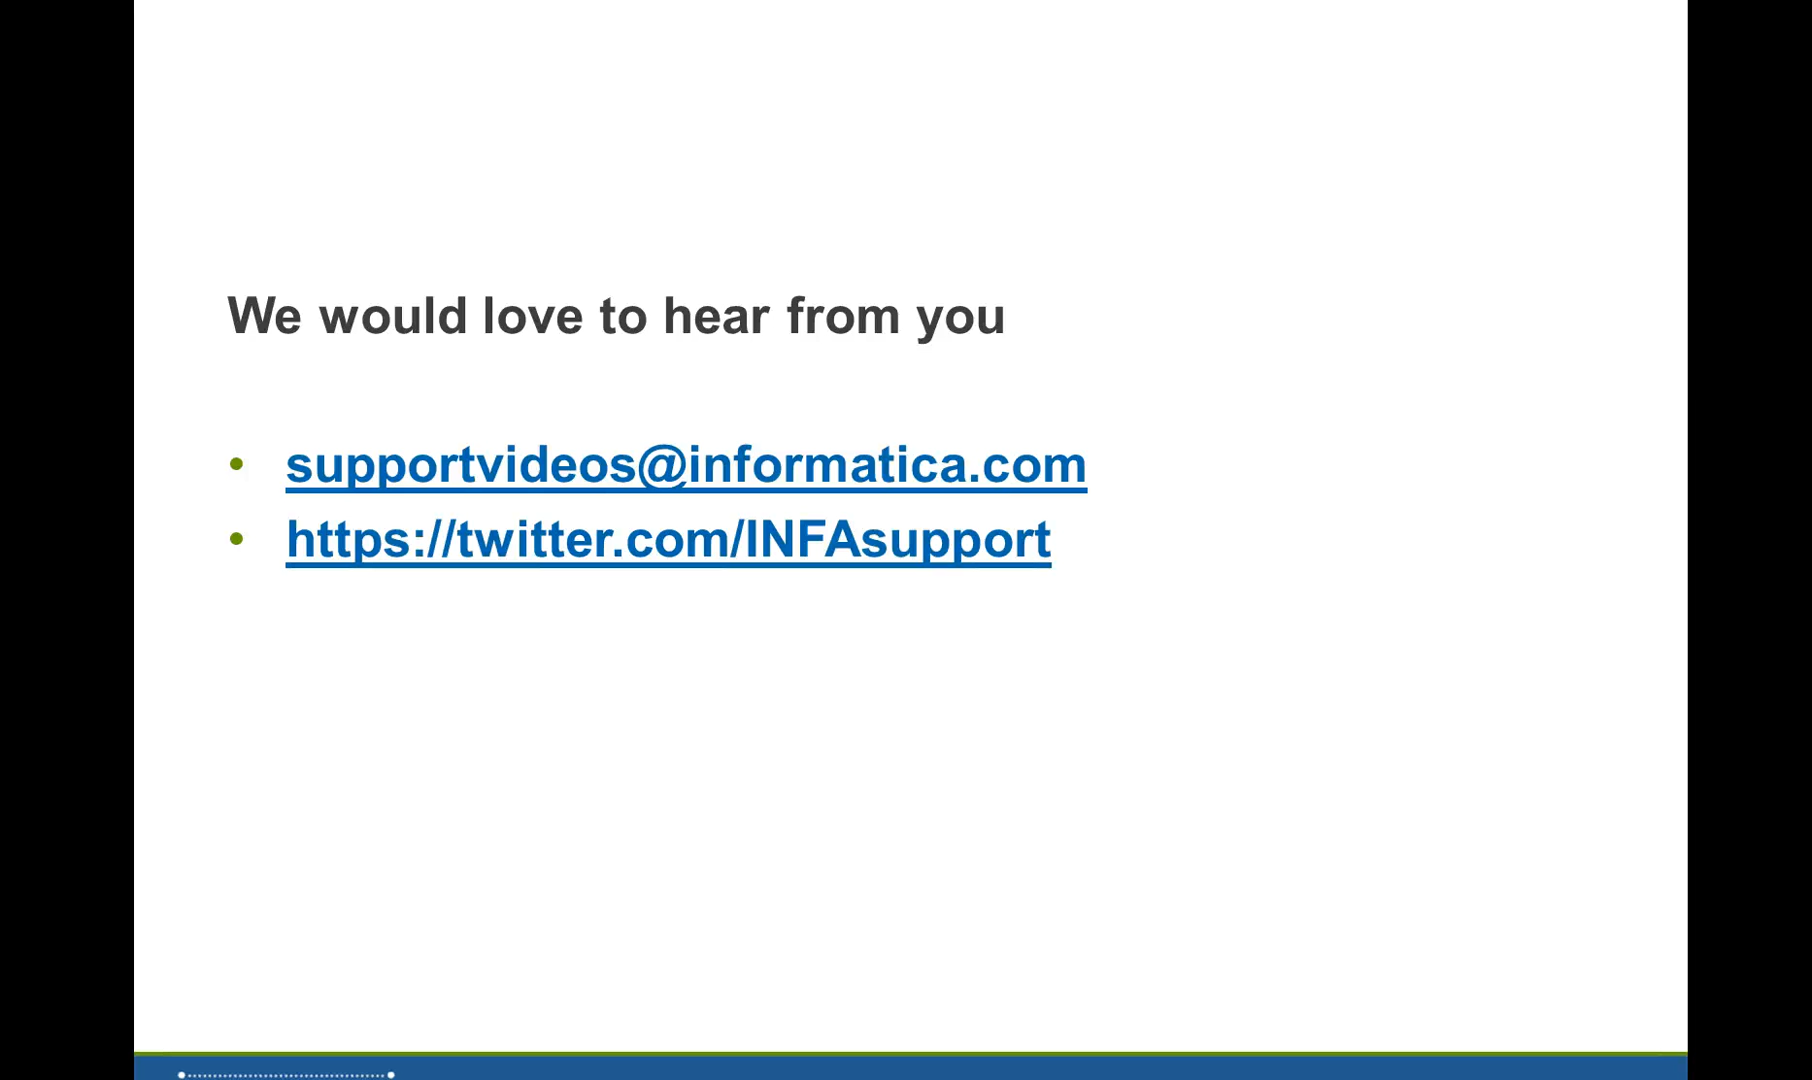 We would love to hear from you
• supportvideos@informatica.com
• https://twitter.com/INFAsupport